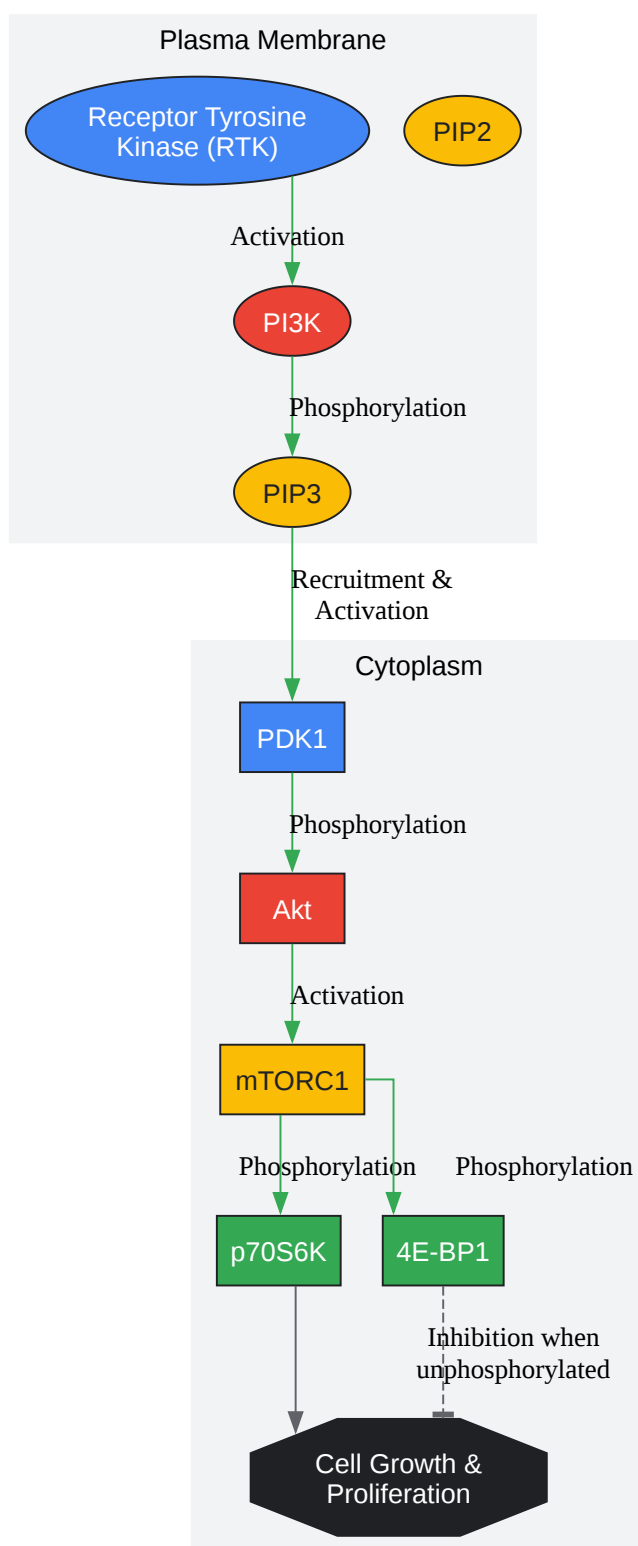 Plasma Membrane
Receptor Tyrosine
Kinase (RTK)
PIP2
Activation
PI3K
Phosphorylation
PIP3
Recruitment &
Activation
Cytoplasm
PDK1
Phosphorylation
Akt
Activation
mTORC1
Phosphorylation
Phosphorylation
p70S6K
4E-BP1
Inhibition when
unphosphorylated
Cell Growth &
Proliferation